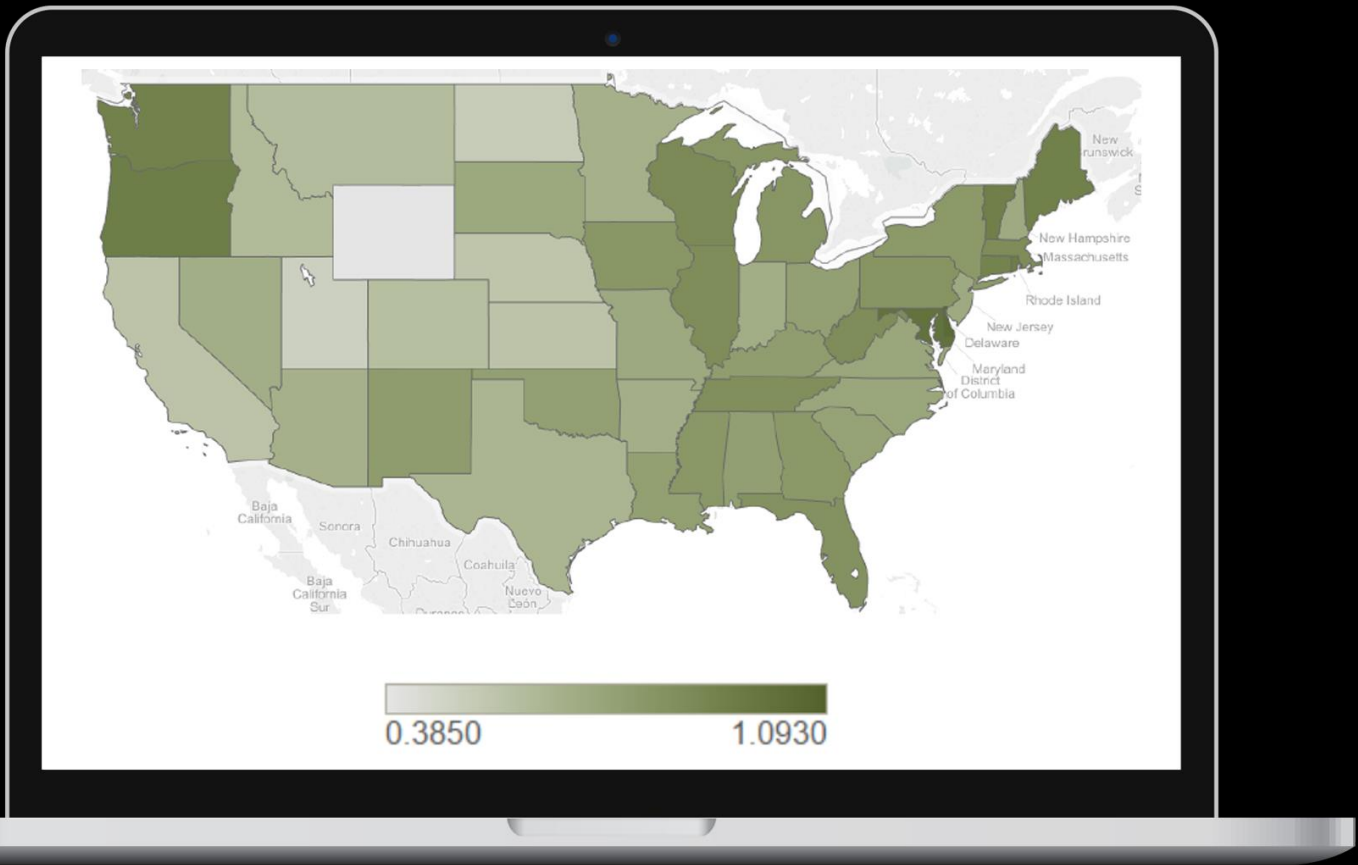 New
runswick
New Hampshire
Massachusetts
Rhode Island
New Jersey
Delaware
Maryland
District
of Columbia
Baja
California
Sonora
Chihuahua
Coahuila
Baja
California
Sur
Nuevo
León
0.3850
1.0930